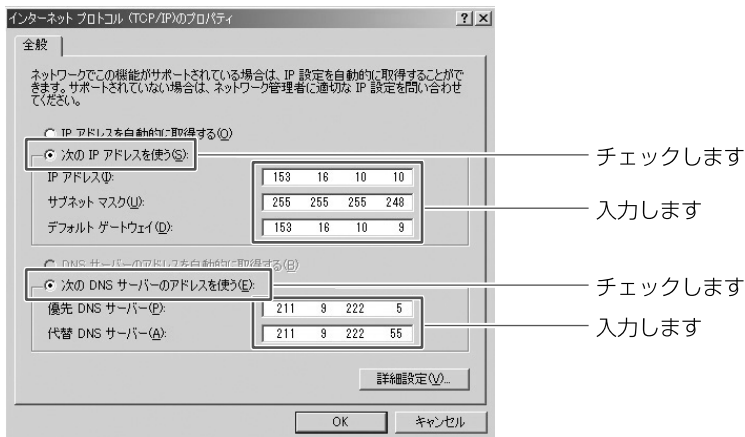 インターネット プロトコル (TCP/IP)のプロパティ
全般
ネットワークでこの機能がサポートされている場合は、IP 設定を自動的に取得することがで
きます。サポートされていない場合は、ネットワーク管理者に適切な IP 設定を問い合わせ
てください。
IP アドレスを自動的に取得する(O)
次の IP アドレスを使う(S):
チェックします
IP アドレス(I): 153 16 10 10
サブネット マスク(U): 255 255 255 248
入力します
デフォルト ゲートウェイ(D): 153 16 10 9
DNS サーバーのアドレスを自動的に取得する(B)
次の DNS サーバーのアドレスを使う(E):
チェックします
優先 DNS サーバー(P): 211 9 222 5
入力します
代替 DNS サーバー(A): 211 9 222 55
詳細設定(V)...
OK
キャンセル